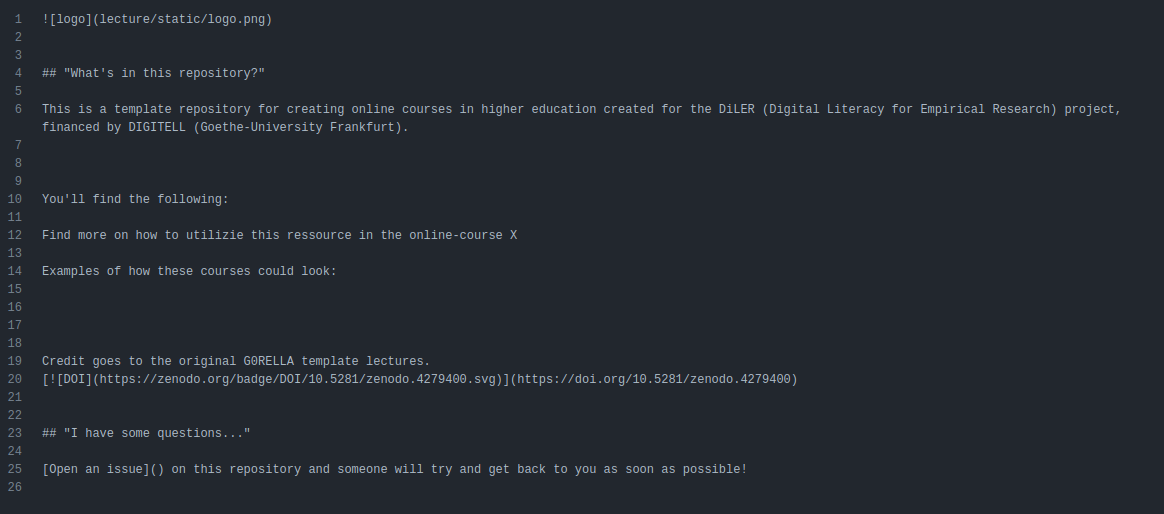 1 ![logo](lecture/static/logo.png)
2
3
4 ## "What's in this repository?"
5
6 This is a template repository for creating online courses in higher education created for the DiLER (Digital Literacy for Empirical Research) project,
financed by DIGITELL (Goethe-University Frankfurt).
7
8
9
10 You'll find the following:
11
12 Find more on how to utilizie this ressource in the online-course X
13
14 Examples of how these courses could look:
15
16
17
18
19 Credit goes to the original G0RELLA template lectures.
20 [![DOI](https://zenodo.org/badge/DOI/10.5281/zenodo.4279400.svg)](https://doi.org/10.5281/zenodo.4279400)
21
22
23 ## "I have some questions..."
24
25 [Open an issue]() on this repository and someone will try and get back to you as soon as possible!
26